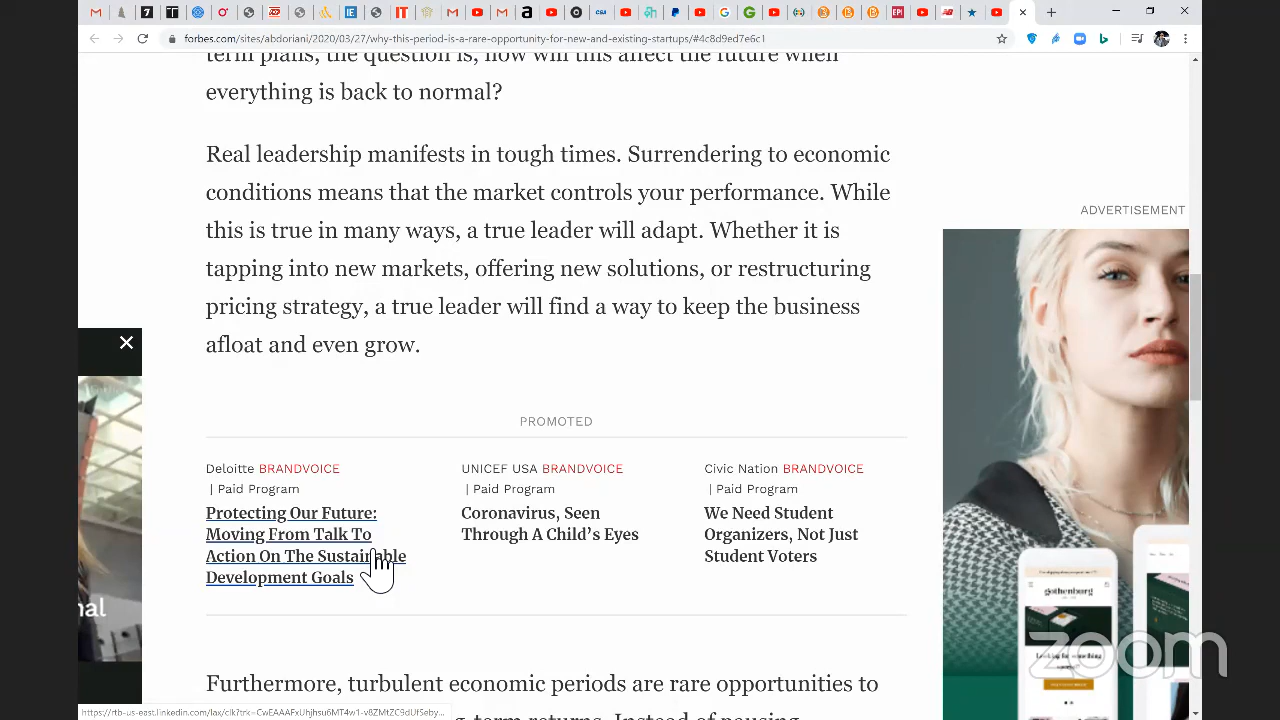 forbes.com/sites/abdoriani/2020/03/27/why-this-period-is-a-rare-opportunity-for-new-and-existing-startups/#4c8d9ed7e6c1
term plans, the question is, how will this affect the future when
everything is back to normal?
Real leadership manifests in tough times. Surrendering to economic
conditions means that the market controls your performance. While
this is true in many ways, a true leader will adapt. Whether it is
tapping into new markets, offering new solutions, or restructuring
pricing strategy, a true leader will find a way to keep the business
afloat and even grow.
ADVERTISEMENT
PROMOTED
Deloitte BRANDVOICE
| Paid Program
Protecting Our Future:
Moving From Talk To
Action On The Sustainable
Development Goals
UNICEF USA BRANDVOICE
| Paid Program
Coronavirus, Seen
Through A Child's Eyes
Civic Nation BRANDVOICE
| Paid Program
We Need Student
Organizers, Not Just
Student Voters
gothenburg
Looking for something
zoom
Furthermore, turbulent economic periods are rare opportunities to